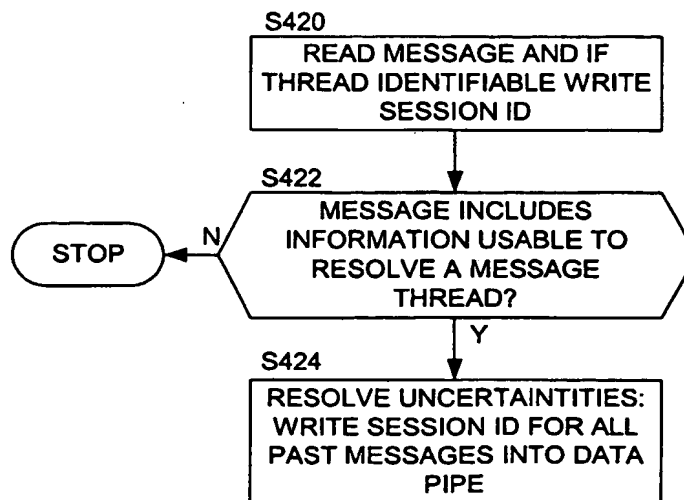 S420
READ MESSAGE AND IF
THREAD IDENTIFIABLE WRITE
SESSION ID
S422
MESSAGE INCLUDES
INFORMATION USABLE TO
RESOLVE A MESSAGE
THREAD?
N
STOP
Y
S424
RESOLVE UNCERTAINTITIES:
WRITE SESSION ID FOR ALL
PAST MESSAGES INTO DATA
PIPE